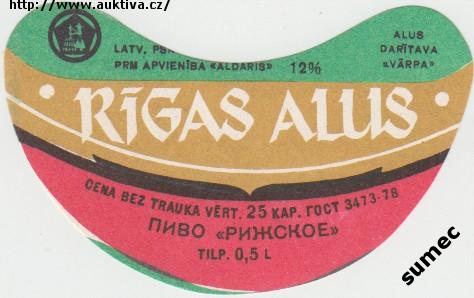 http://www.auktiva.cz/
LATV. PSR
PRM APVIENĪBA «ALDARIS» 12%
ALUS
DARĪTAVA
«VĀRPA»
RĪGAS ALUS
CENA BEZ TRAUKA VĒRT. 25 KAP. ГОСТ 3473-78
ПИВО «РИЖСКОЕ»
TILP. 0,5 L
sumec